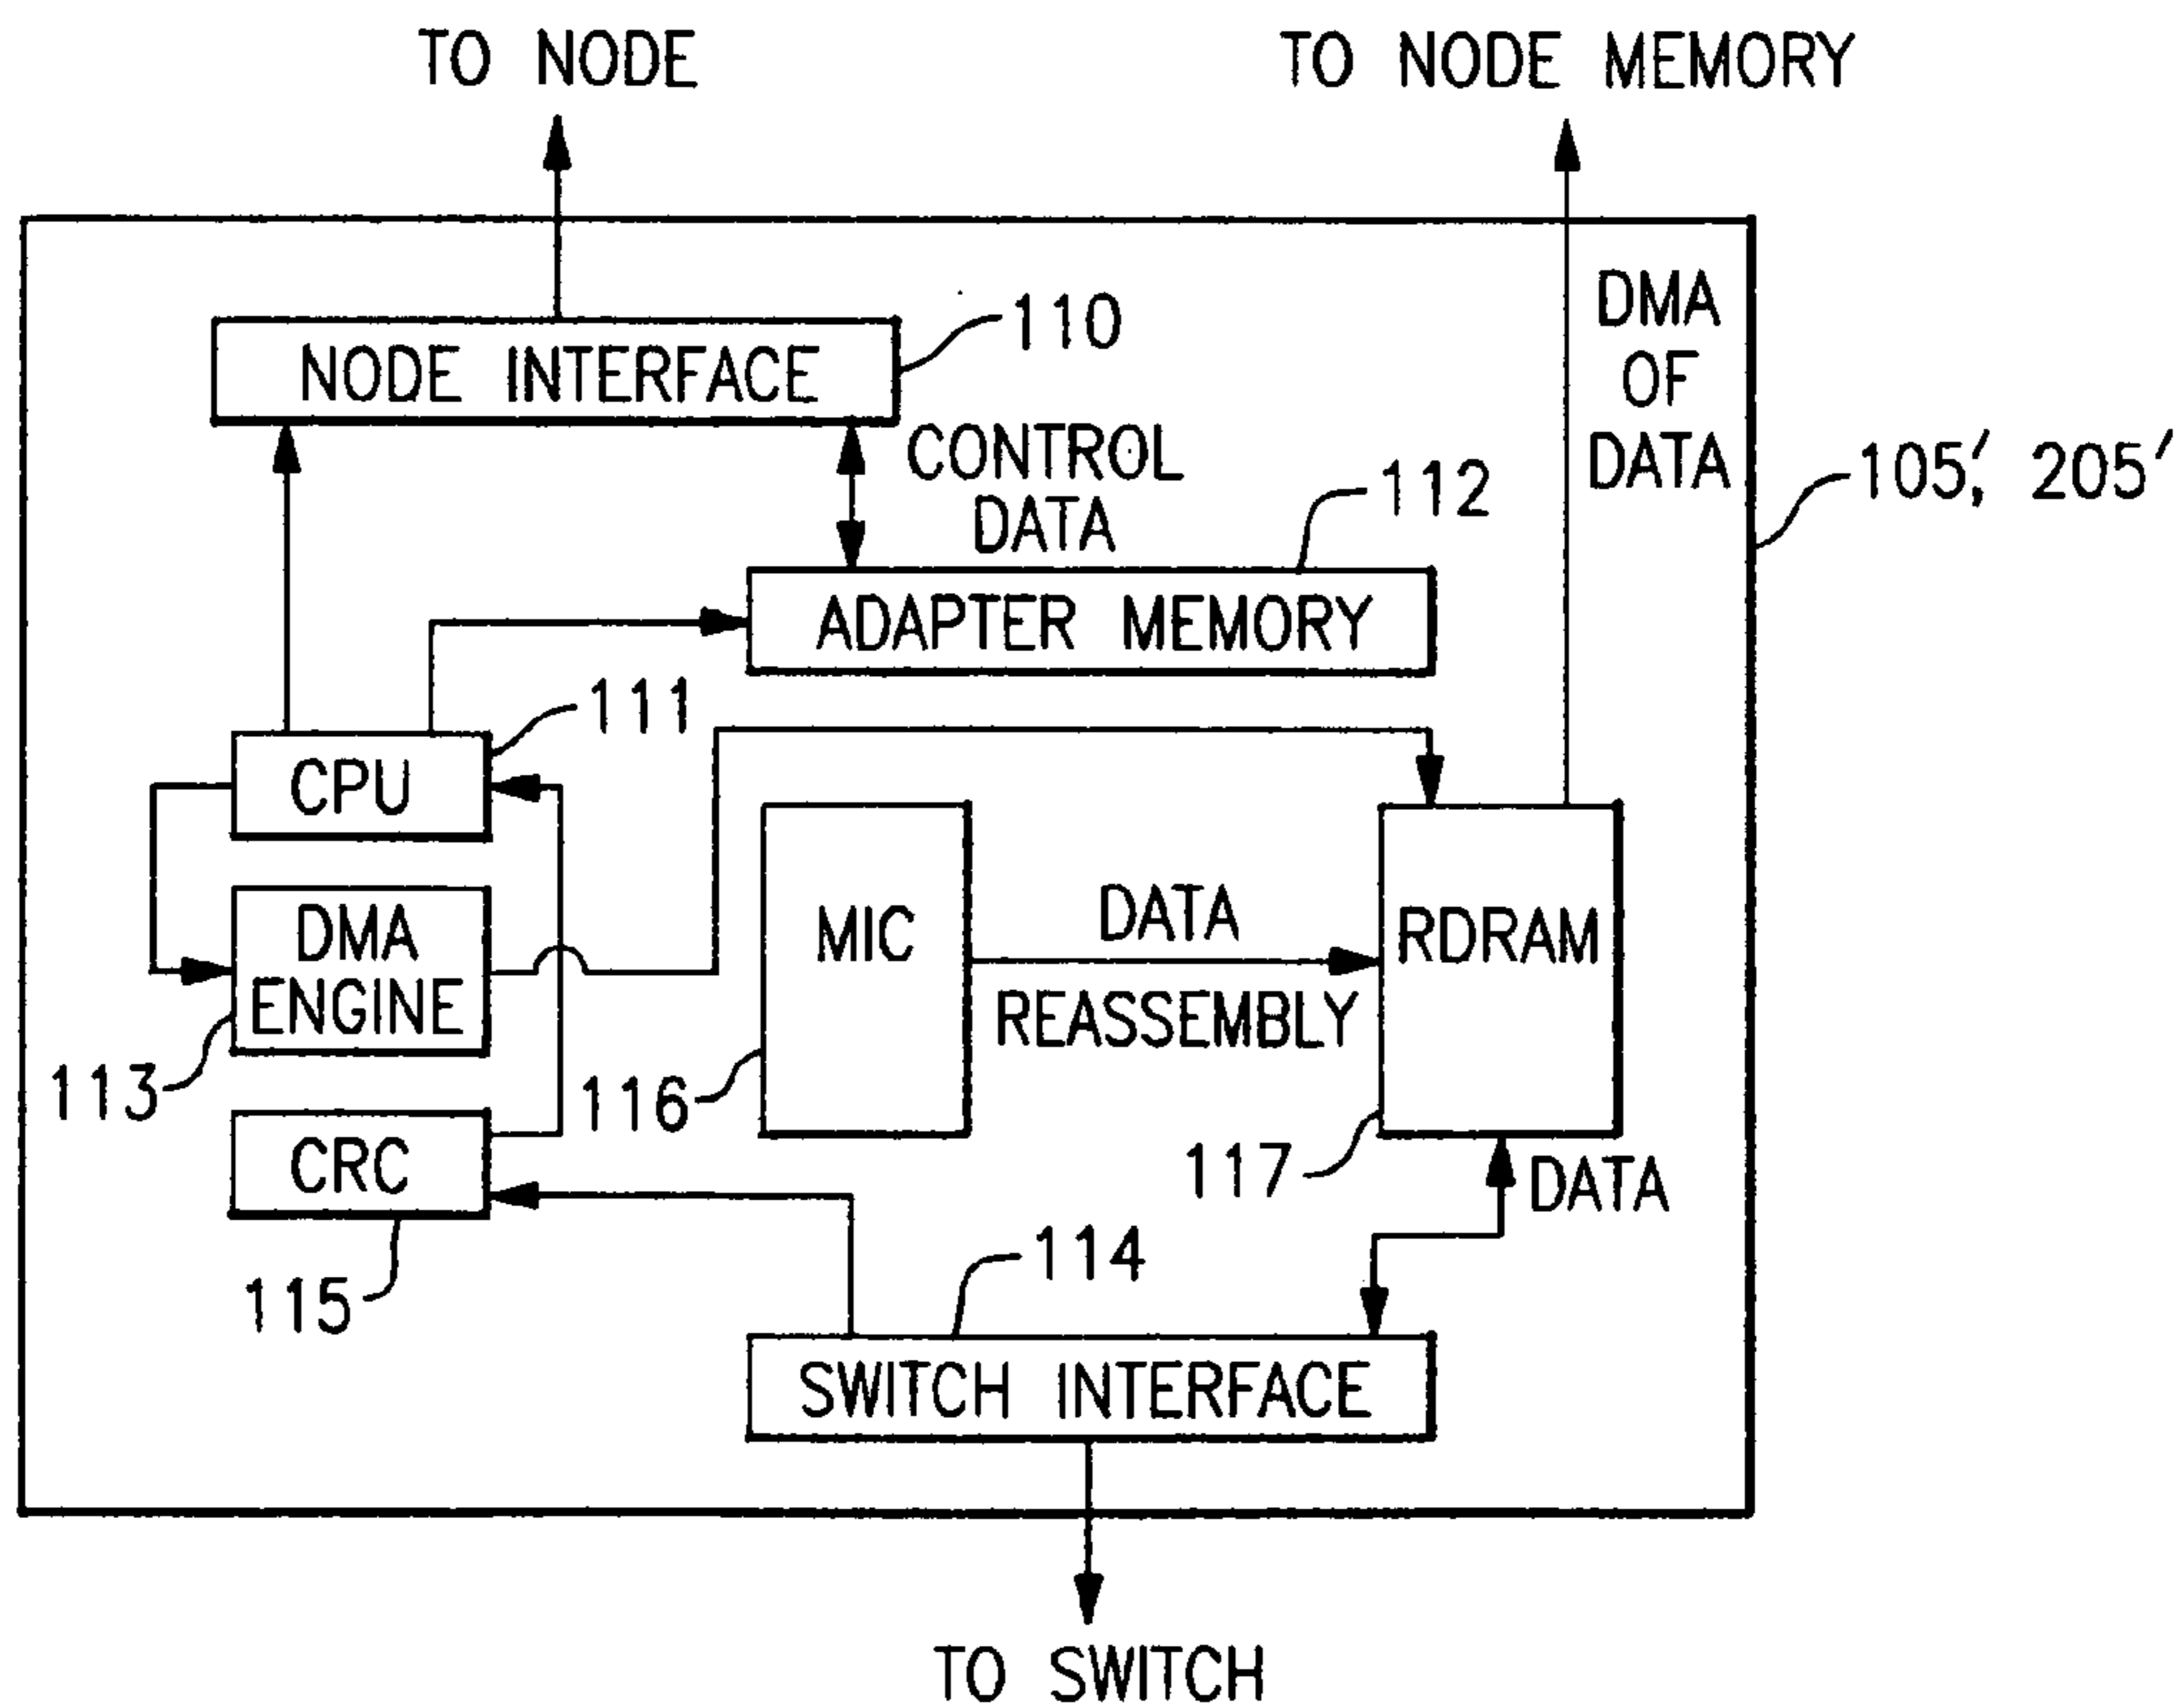 TO NODE
TO NODE MEMORY
DMA
OF
DATA
110
NODE INTERFACE
CONTROL
DATA
105′, 205′
112
ADAPTER MEMORY
111
CPU
DMA
ENGINE
MIC
DATA
REASSEMBLY
RDRAM
113
116
CRC
117
DATA
115
114
SWITCH INTERFACE
TO SWITCH